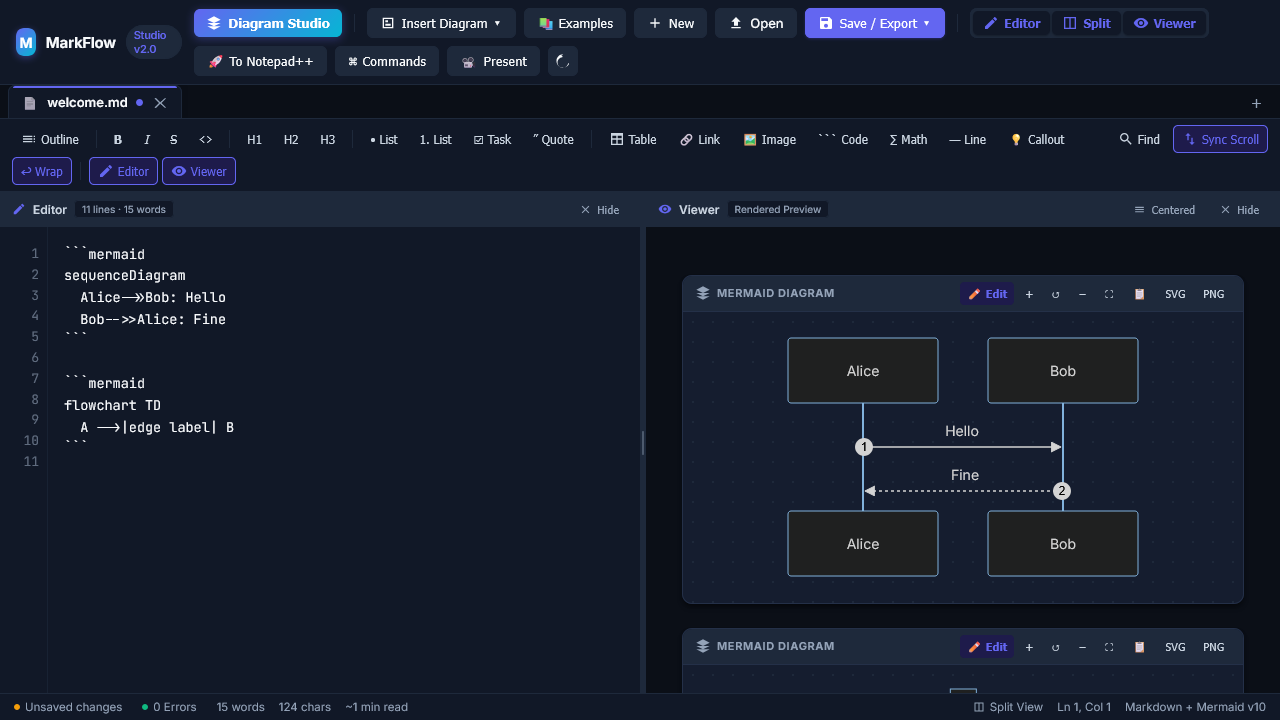 M MarkFlow Studio v2.0
Diagram Studio Insert Diagram ▾ Examples + New Open Save / Export ▾ Editor Split Viewer
To Notepad++ ⌘ Commands Present
welcome.md
Outline B I S <> H1 H2 H3 • List 1. List ☑ Task " Quote Table Link Image ``` Code ∑ Math — Line Callout Find Sync Scroll
↩ Wrap Editor Viewer
Editor 11 lines · 15 words Hide
1 ```mermaid
2 sequenceDiagram
3 Alice->>Bob: Hello
4 Bob-->>Alice: Fine
5 ```
6
7 ```mermaid
8 flowchart TD
9 A -->|edge label| B
10 ```
11
Viewer Rendered Preview Centered Hide
MERMAID DIAGRAM Edit + ↺ − SVG PNG
Alice Bob
Hello
1
Fine
2
Alice Bob
MERMAID DIAGRAM Edit + ↺ − SVG PNG
Unsaved changes 0 Errors 15 words 124 chars ~1 min read Split View Ln 1, Col 1 Markdown + Mermaid v10